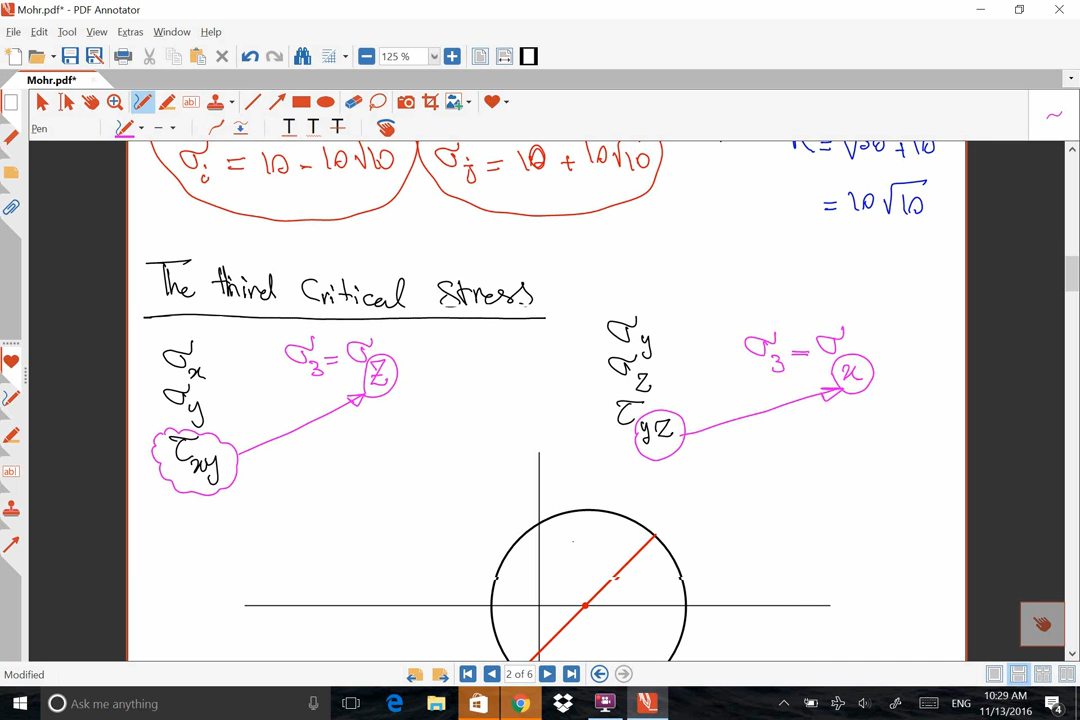 Mohr.pdf* - PDF Annotator
File Edit Tool View Extras Window Help
125 %
Mohr.pdf*
Pen
σi = 10 - 10√10
σj = 10 + 10√10
= 10√10
The third Critical Stress
σx
σ3 = σz
σy
τxy
σy
σ3 = σx
σz
τyz
Modified
2 of 6
Ask me anything
ENG
10:29 AM
11/13/2016
4